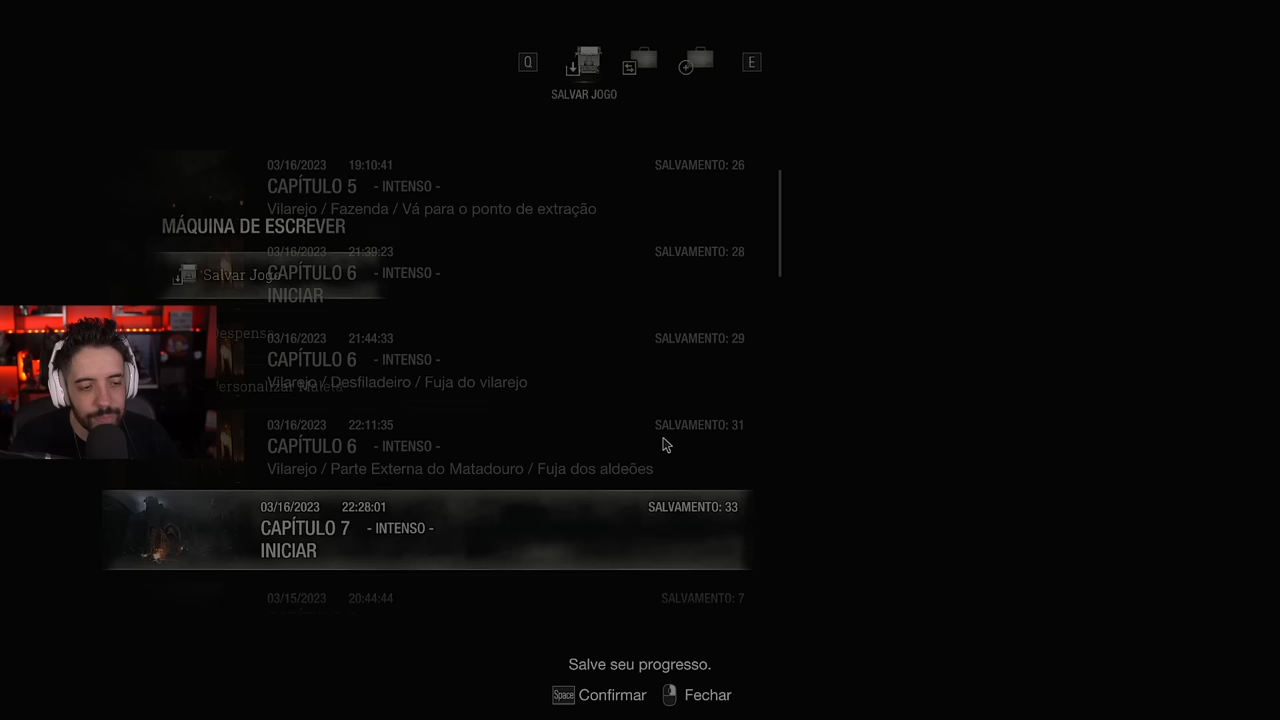 Q
E
SALVAR JOGO
03/16/2023 19:10:41 SALVAMENTO: 26
CAPÍTULO 5 - INTENSO -
Vilarejo / Fazenda / Vá para o ponto de extração
MÁQUINA DE ESCREVER
03/16/2023 21:39:23 SALVAMENTO: 28
Salvar Jogo
CAPÍTULO 6 - INTENSO -
INICIAR
03/16/2023 21:44:33 SALVAMENTO: 29
CAPÍTULO 6 - INTENSO -
Vilarejo / Desfiladeiro / Fuja do vilarejo
03/16/2023 22:11:35 SALVAMENTO: 31
CAPÍTULO 6 - INTENSO -
Vilarejo / Parte Externa do Matadouro / Fuja dos aldeões
03/16/2023 22:28:01 SALVAMENTO: 33
CAPÍTULO 7 - INTENSO -
INICIAR
03/15/2023 20:44:44 SALVAMENTO: 7
Salve seu progresso.
Space Confirmar Fechar